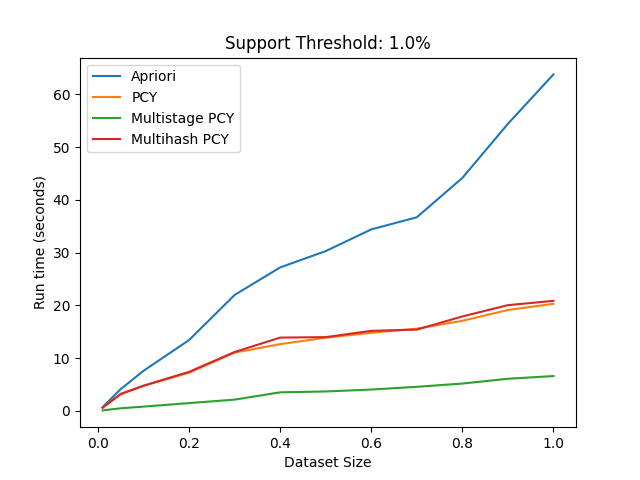 Support Threshold: 1.0%
Apriori
PCY
Multistage PCY
Multihash PCY
Run time (seconds)
60
50
40
30
20
10
0
0.0 0.2 0.4 0.6 0.8 1.0
Dataset Size